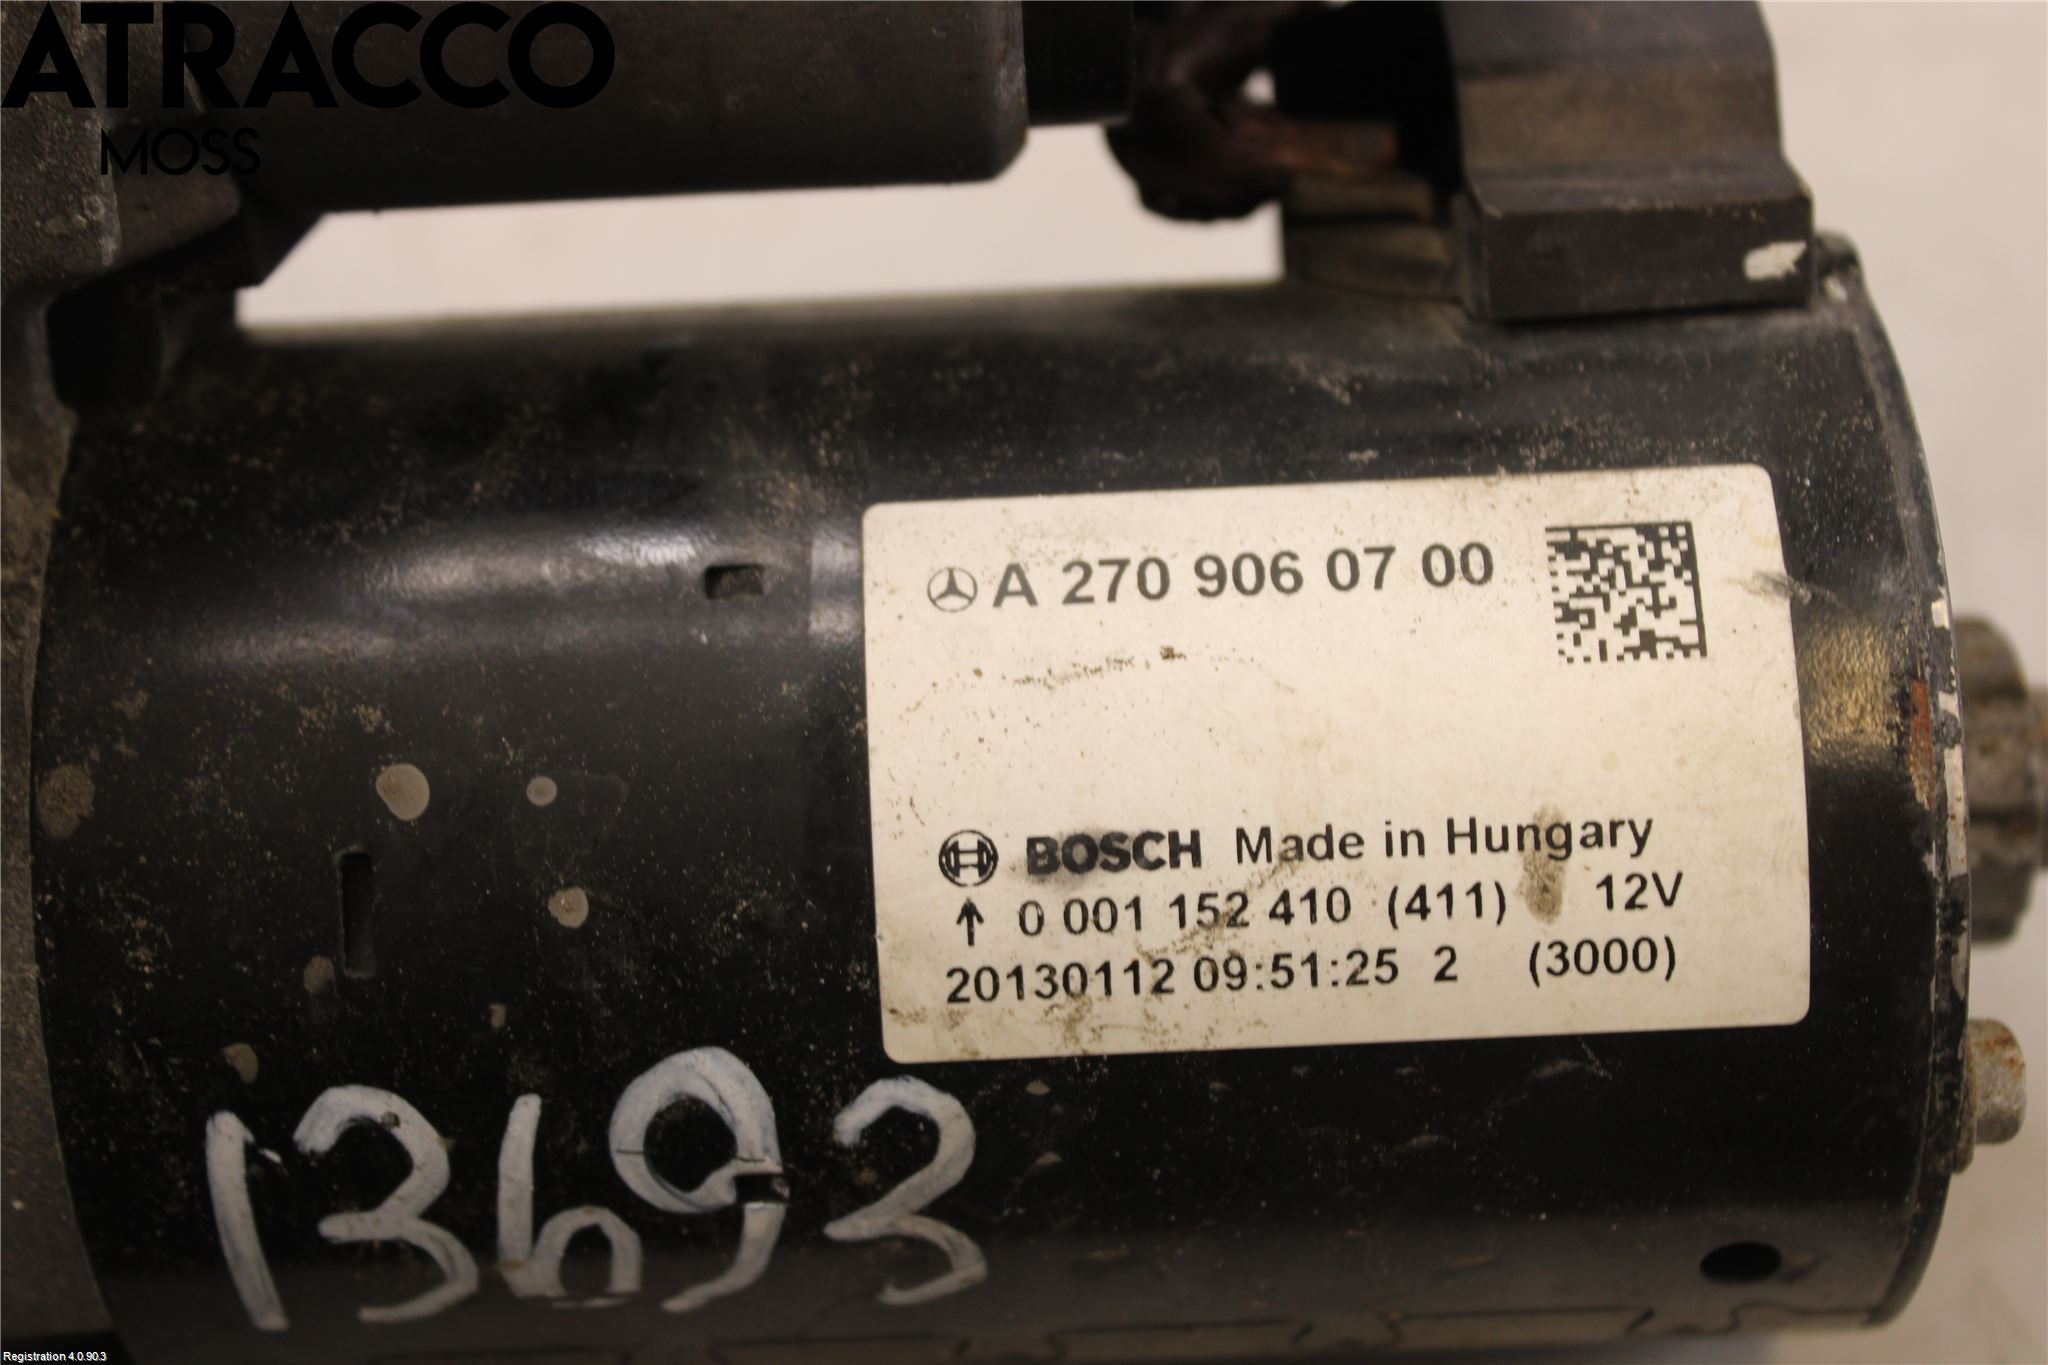 ATRACCO
MOSS
A 270 906 07 00
BOSCH Made in Hungary
↑ 0 001 152 410 (411) 12V
20130112 09:51:25 2 (3000)
13693
Registration 4.0.90.3